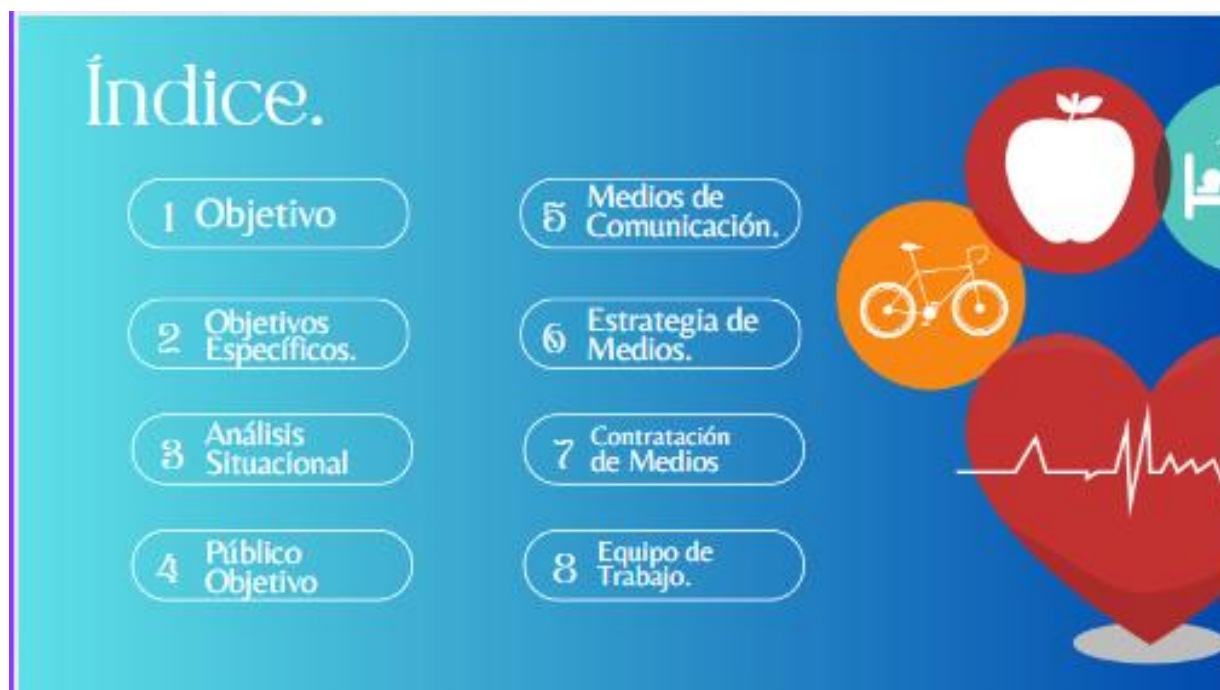 Índice.
1 Objetivo
2 Objetivos
Específicos.
3 Análisis
Situacional
4 Público
Objetivo
5 Medios de
Comunicación.
6 Estrategia de
Medios.
7 Contratación
de Medios
8 Equipo de
Trabajo.